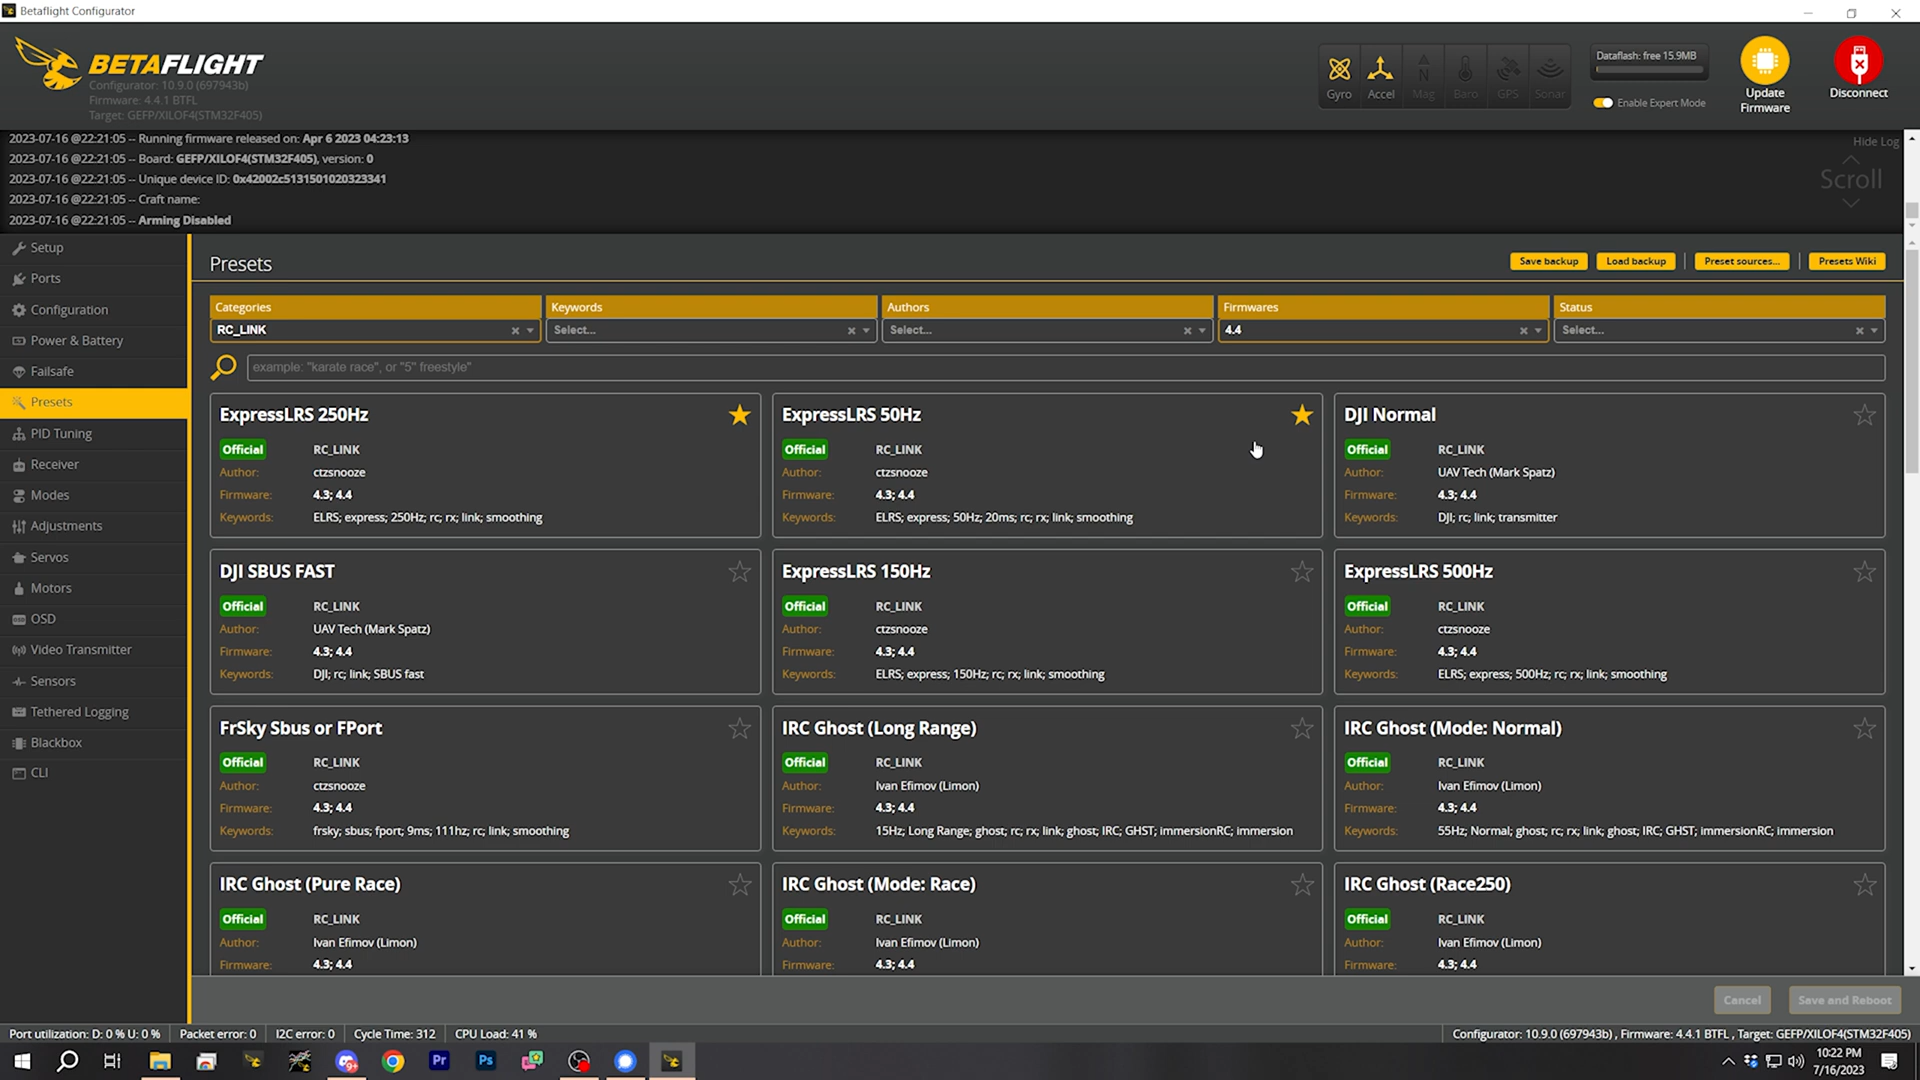 Betaflight Configurator
BETAFLIGHT
Configurator: 10.9.0 (697943b)
Firmware: 4.4.1 BTFL
Target: GEFP/XILOF4(STM32F405)
Gyro Accel Mag Baro GPS Sonar
Dataflash: free 15.9MB
Enable Expert Mode
Update Firmware
Disconnect
2023-07-16 @22:21:05 -- Running firmware released on: Apr 6 2023 04:23:13
2023-07-16 @22:21:05 -- Board: GEFP/XILOF4(STM32F405), version: 0
2023-07-16 @22:21:05 -- Unique device ID: 0x42002c5131501020323341
2023-07-16 @22:21:05 -- Craft name:
2023-07-16 @22:21:05 -- Arming Disabled
Hide Log
Scroll
Setup
Ports
Configuration
Power & Battery
Failsafe
Presets
PID Tuning
Receiver
Modes
Adjustments
Servos
Motors
OSD
Video Transmitter
Sensors
Tethered Logging
Blackbox
CLI
Presets
Save backup Load backup Preset sources... Presets Wiki
Categories Keywords Authors Firmwares Status
RC_LINK Select... Select... 4.4 Select...
example: "karate race", or "5" freestyle"
ExpressLRS 250Hz
Official RC_LINK
Author: ctzsnooze
Firmware: 4.3; 4.4
Keywords: ELRS; express; 250Hz; rc; rx; link; smoothing
ExpressLRS 50Hz
Official RC_LINK
Author: ctzsnooze
Firmware: 4.3; 4.4
Keywords: ELRS; express; 50Hz; 20ms; rc; rx; link; smoothing
DJI Normal
Official RC_LINK
Author: UAV Tech (Mark Spatz)
Firmware: 4.3; 4.4
Keywords: DJI; rc; link; transmitter
DJI SBUS FAST
Official RC_LINK
Author: UAV Tech (Mark Spatz)
Firmware: 4.3; 4.4
Keywords: DJI; rc; link; SBUS fast
ExpressLRS 150Hz
Official RC_LINK
Author: ctzsnooze
Firmware: 4.3; 4.4
Keywords: ELRS; express; 150Hz; rc; rx; link; smoothing
ExpressLRS 500Hz
Official RC_LINK
Author: ctzsnooze
Firmware: 4.3; 4.4
Keywords: ELRS; express; 500Hz; rc; rx; link; smoothing
FrSky Sbus or FPort
Official RC_LINK
Author: ctzsnooze
Firmware: 4.3; 4.4
Keywords: frsky; sbus; fport; 9ms; 111hz; rc; link; smoothing
IRC Ghost (Long Range)
Official RC_LINK
Author: Ivan Efimov (Limon)
Firmware: 4.3; 4.4
Keywords: 15Hz; Long Range; ghost; rc; rx; link; ghost; IRC; GHST; immersionRC; immersion
IRC Ghost (Mode: Normal)
Official RC_LINK
Author: Ivan Efimov (Limon)
Firmware: 4.3; 4.4
Keywords: 55Hz; Normal; ghost; rc; rx; link; ghost; IRC; GHST; immersionRC; immersion
IRC Ghost (Pure Race)
Official RC_LINK
Author: Ivan Efimov (Limon)
Firmware: 4.3; 4.4
IRC Ghost (Mode: Race)
Official RC_LINK
Author: Ivan Efimov (Limon)
Firmware: 4.3; 4.4
IRC Ghost (Race250)
Official RC_LINK
Author: Ivan Efimov (Limon)
Firmware: 4.3; 4.4
Cancel Save and Reboot
Port utilization: D: 0 % U: 0 % Packet error: 0 I2C error: 0 Cycle Time: 312 CPU Load: 41 %
Configurator: 10.9.0 (697943b) , Firmware: 4.4.1 BTFL , Target: GEFP/XILOF4(STM32F405)
Pr Ps
10:22 PM
7/16/2023